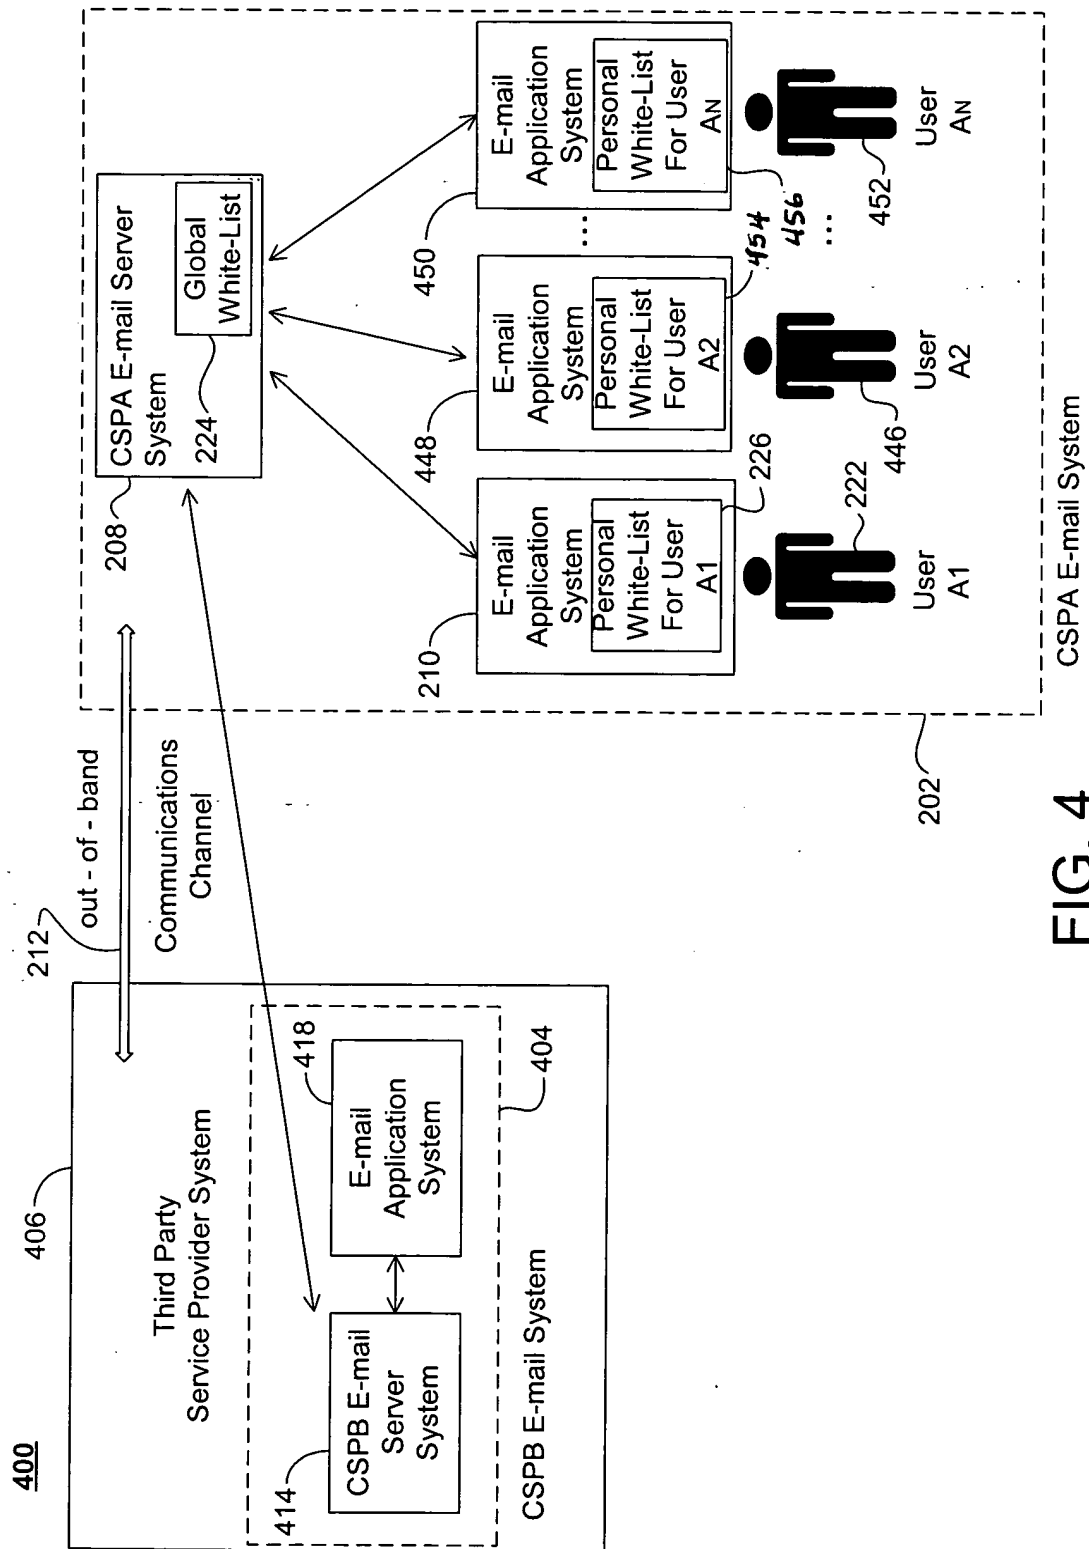 400
406
Third Party
Service Provider System
414
CSPB E-mail
Server
System
418
E-mail
Application
System
404
CSPB E-mail System
212
out - of - band
Communications
Channel
208
CSPA E-mail Server
System
224
Global
White-List
210
E-mail
Application
System
Personal
White-List
For User
A1
226
222
User
A1
448
E-mail
Application
System
Personal
White-List
For User
A2
454
446
User
A2
...
450
E-mail
Application
System
Personal
White-List
For User
AN
456
...
452
User
AN
202
CSPA E-mail System
FIG. 4